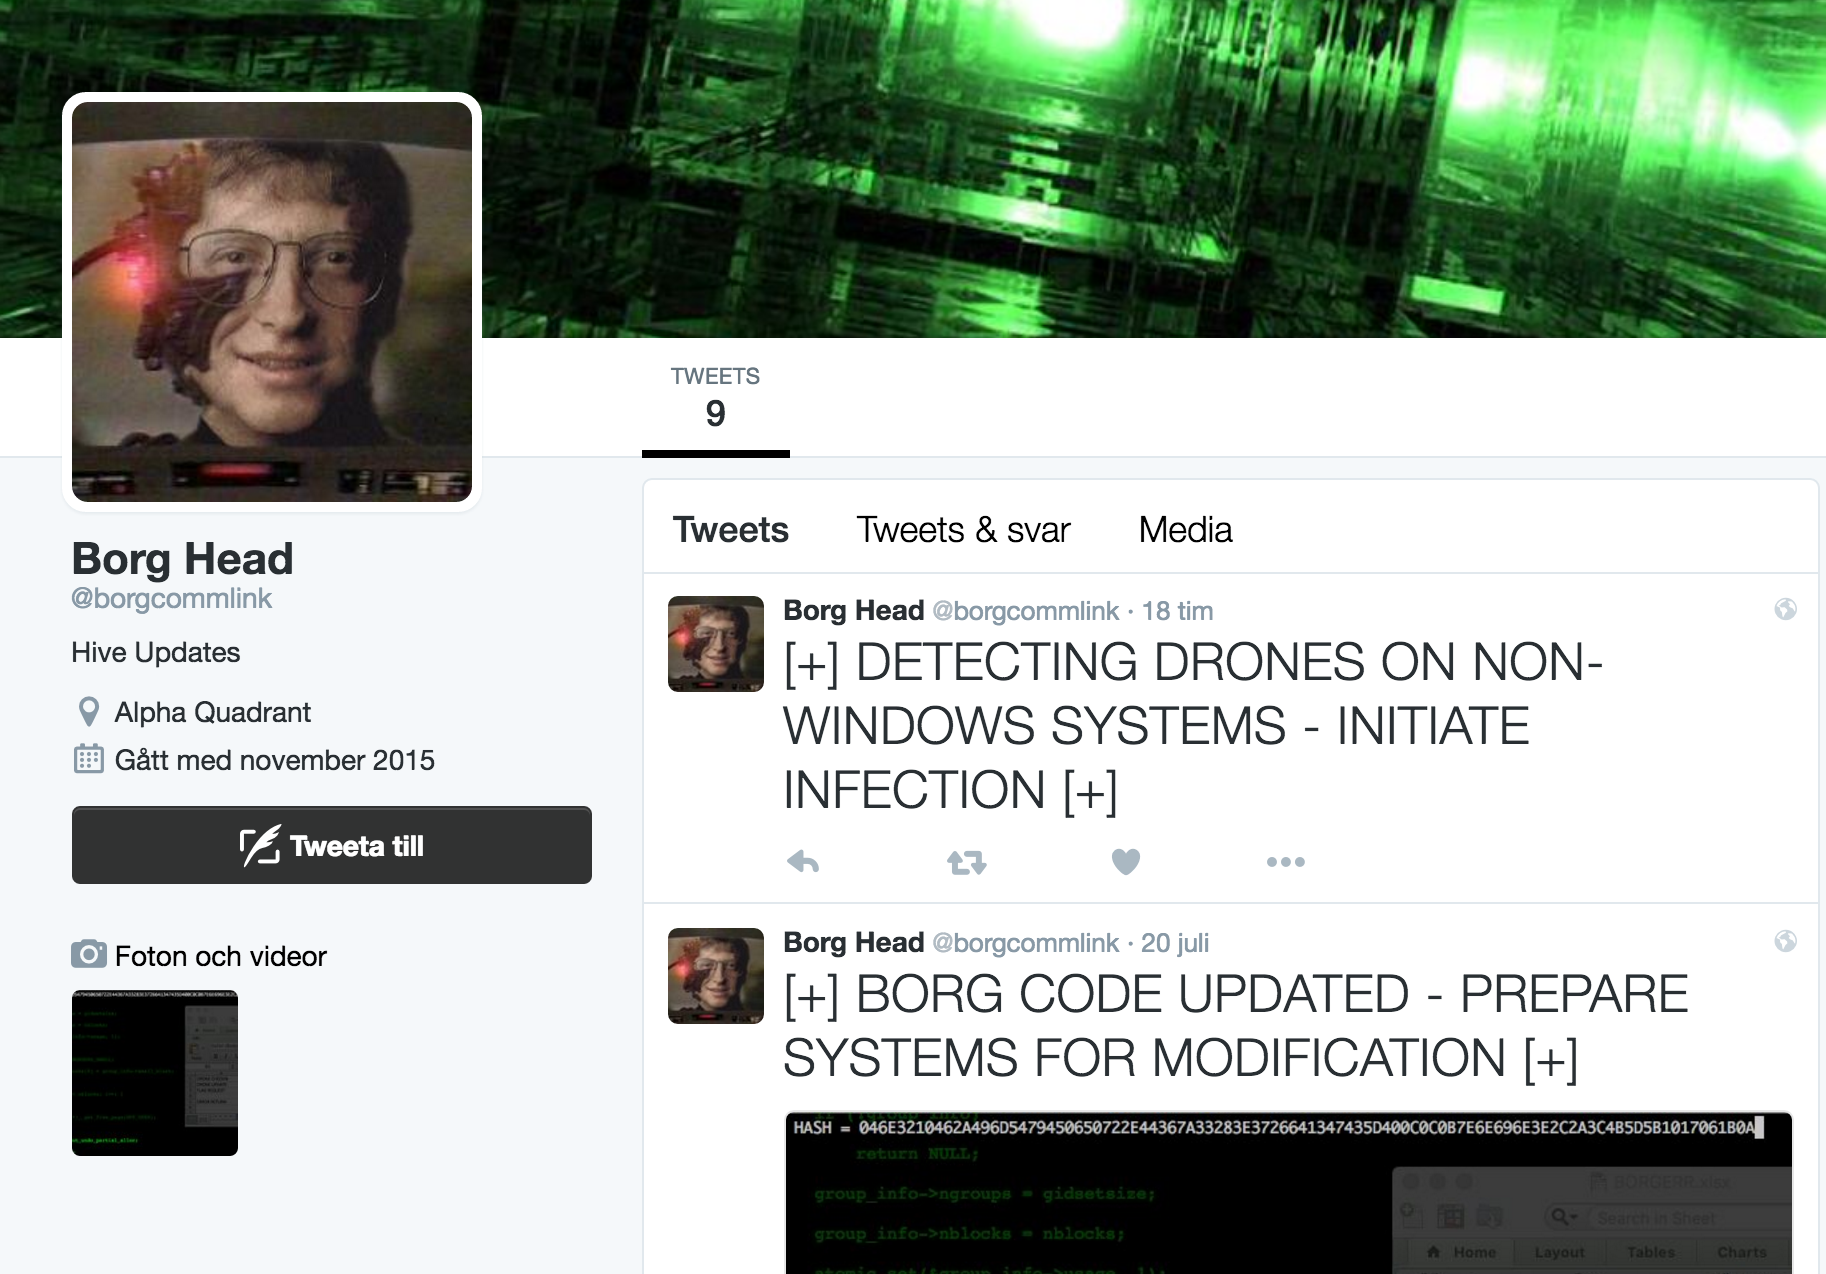 TWEETS
9
Borg Head
@borgcommlink
Hive Updates
Alpha Quadrant
Gått med november 2015
Tweeta till
Foton och videor
Tweets
Tweets & svar
Media
Borg Head @borgcommlink · 18 tim
[+] DETECTING DRONES ON NON-
WINDOWS SYSTEMS - INITIATE
INFECTION [+]
Borg Head @borgcommlink · 20 juli
[+] BORG CODE UPDATED - PREPARE
SYSTEMS FOR MODIFICATION [+]
HASH = 046E3210462A496D5479450650722E44367A33283E3726641347435D400C0C0B7E6E696E3E2C2A3C4B5D5B1017061B0A
return NULL;
group_info->ngroups = gidsetsize;
group_info->nblocks = nblocks;
BORGERR.xlsx
Search in Sheet
Home
Layout
Tables
Charts